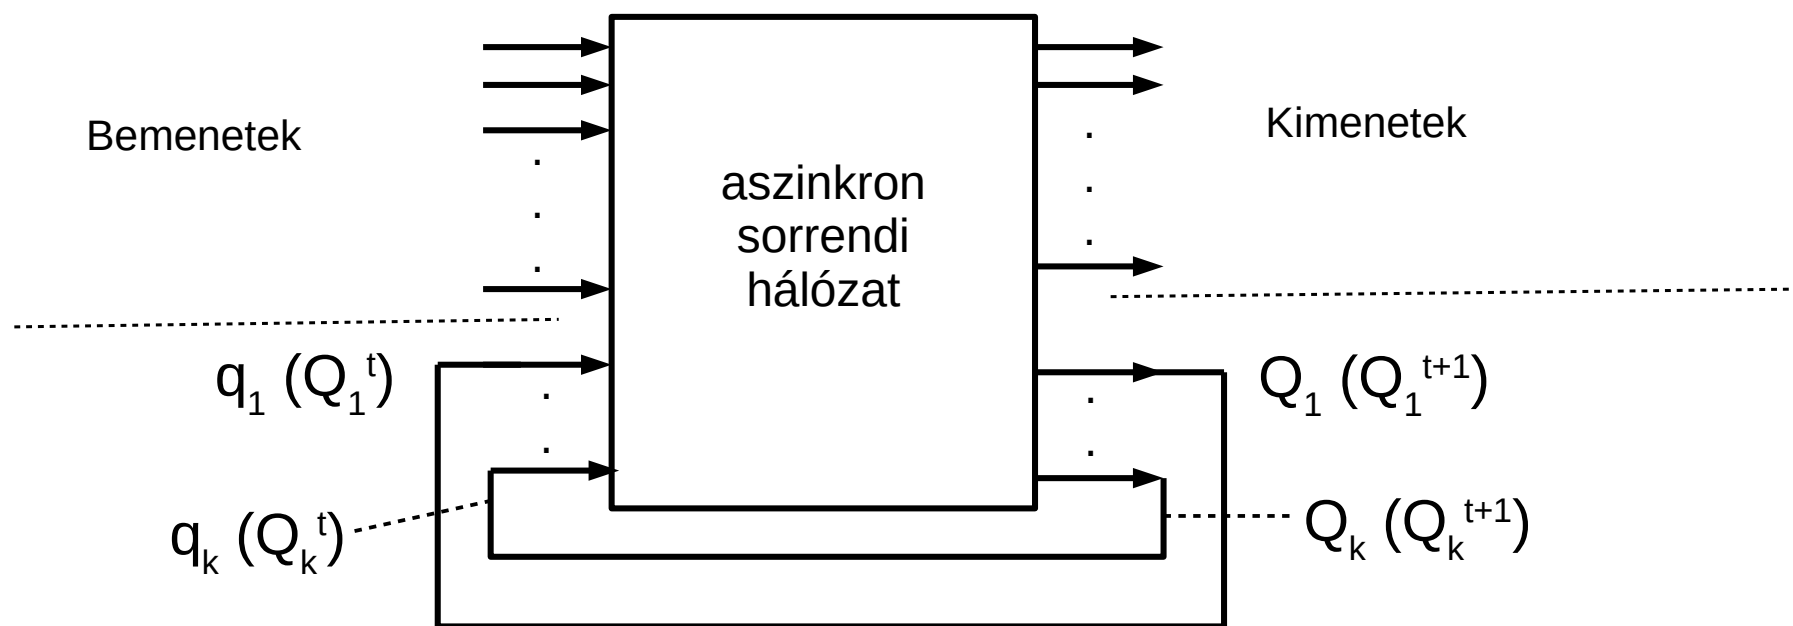 Bemenetek
Kimenetek
aszinkron
sorrendi
hálózat
q₁ (Q₁ᵗ)
Q₁ (Q₁ᵗ⁺¹)
qₖ (Qₖᵗ)
Qₖ (Qₖᵗ⁺¹)